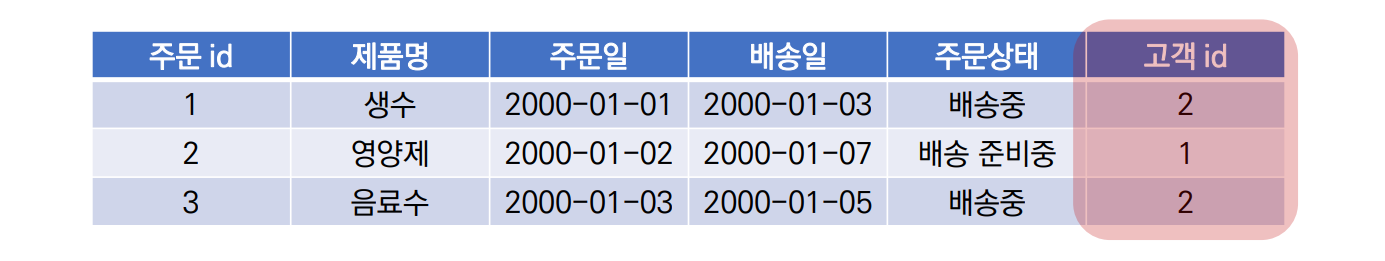 주문 id 제품명 주문일 배송일 주문상태 고객 id
1 생수 2000-01-01 2000-01-03 배송중 2
2 영양제 2000-01-02 2000-01-07 배송 준비중 1
3 음료수 2000-01-03 2000-01-05 배송중 2